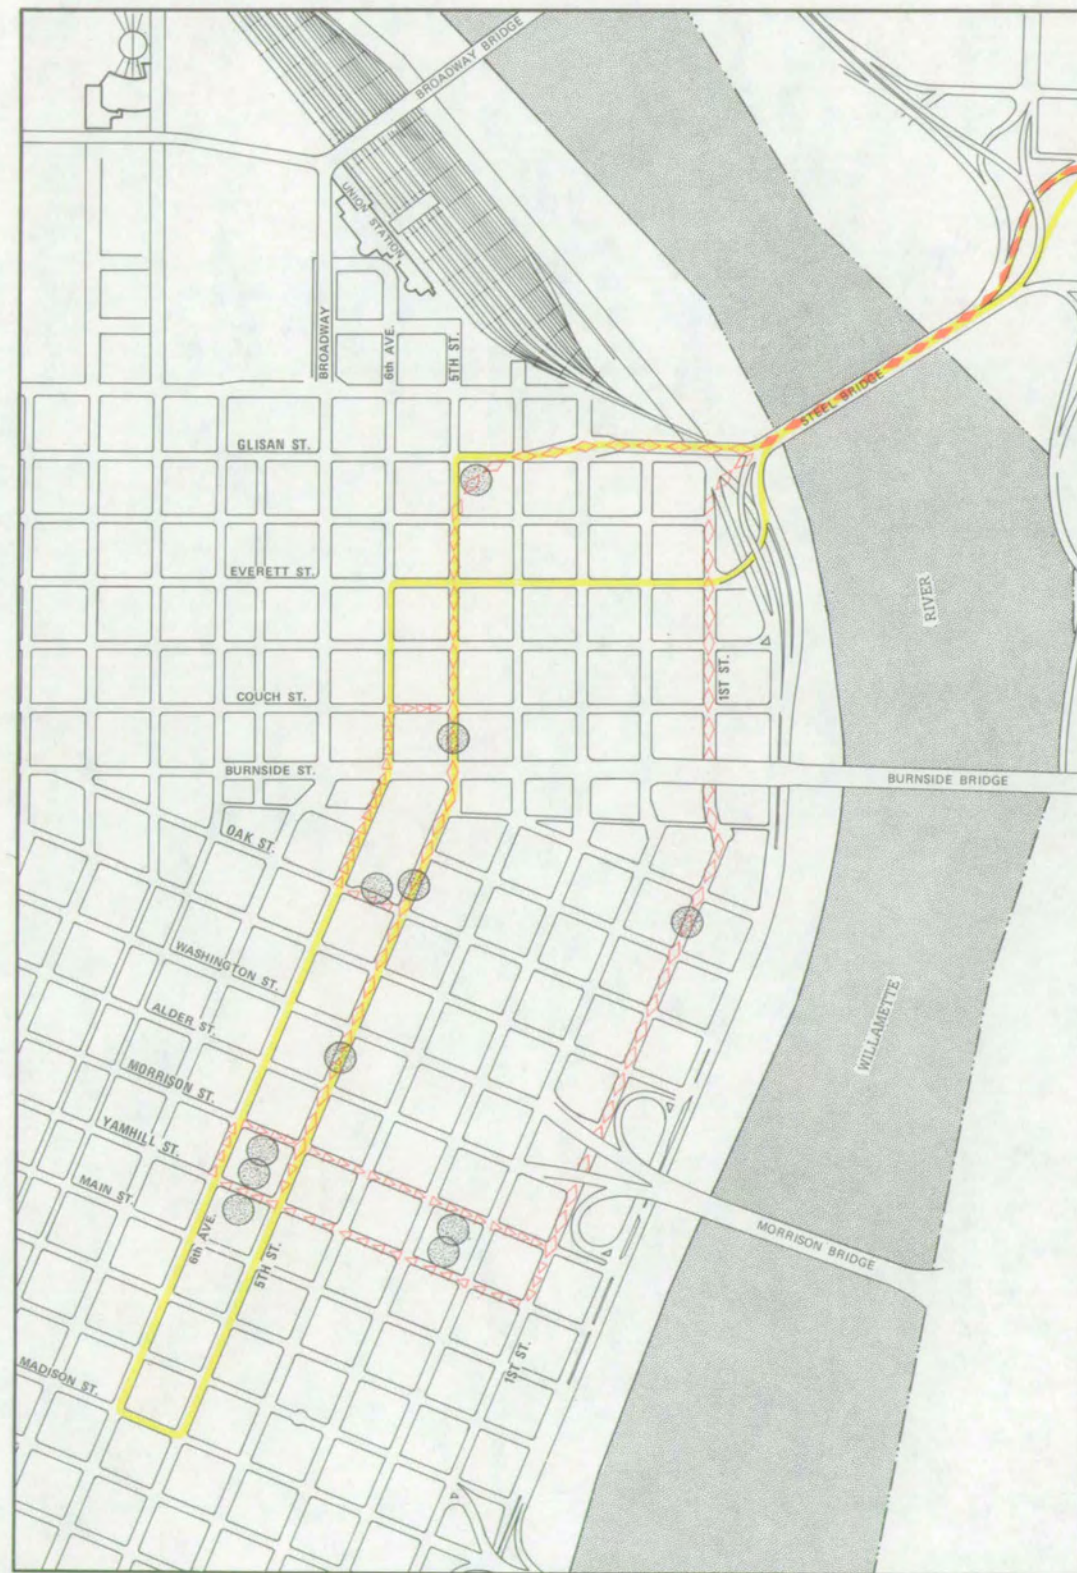 BROADWAY BRIDGE
UNION STATION
BROADWAY
6th AVE.
5TH ST.
STEEL BRIDGE
GLISAN ST.
EVERETT ST.
RIVER
1ST ST.
COUCH ST.
BURNSIDE ST.
BURNSIDE BRIDGE
OAK ST.
WASHINGTON ST.
ALDER ST.
WILLAMETTE
MORRISON ST.
YAMHILL ST.
MAIN ST.
6th AVE.
5TH ST.
MORRISON BRIDGE
1ST ST.
MADISON ST.